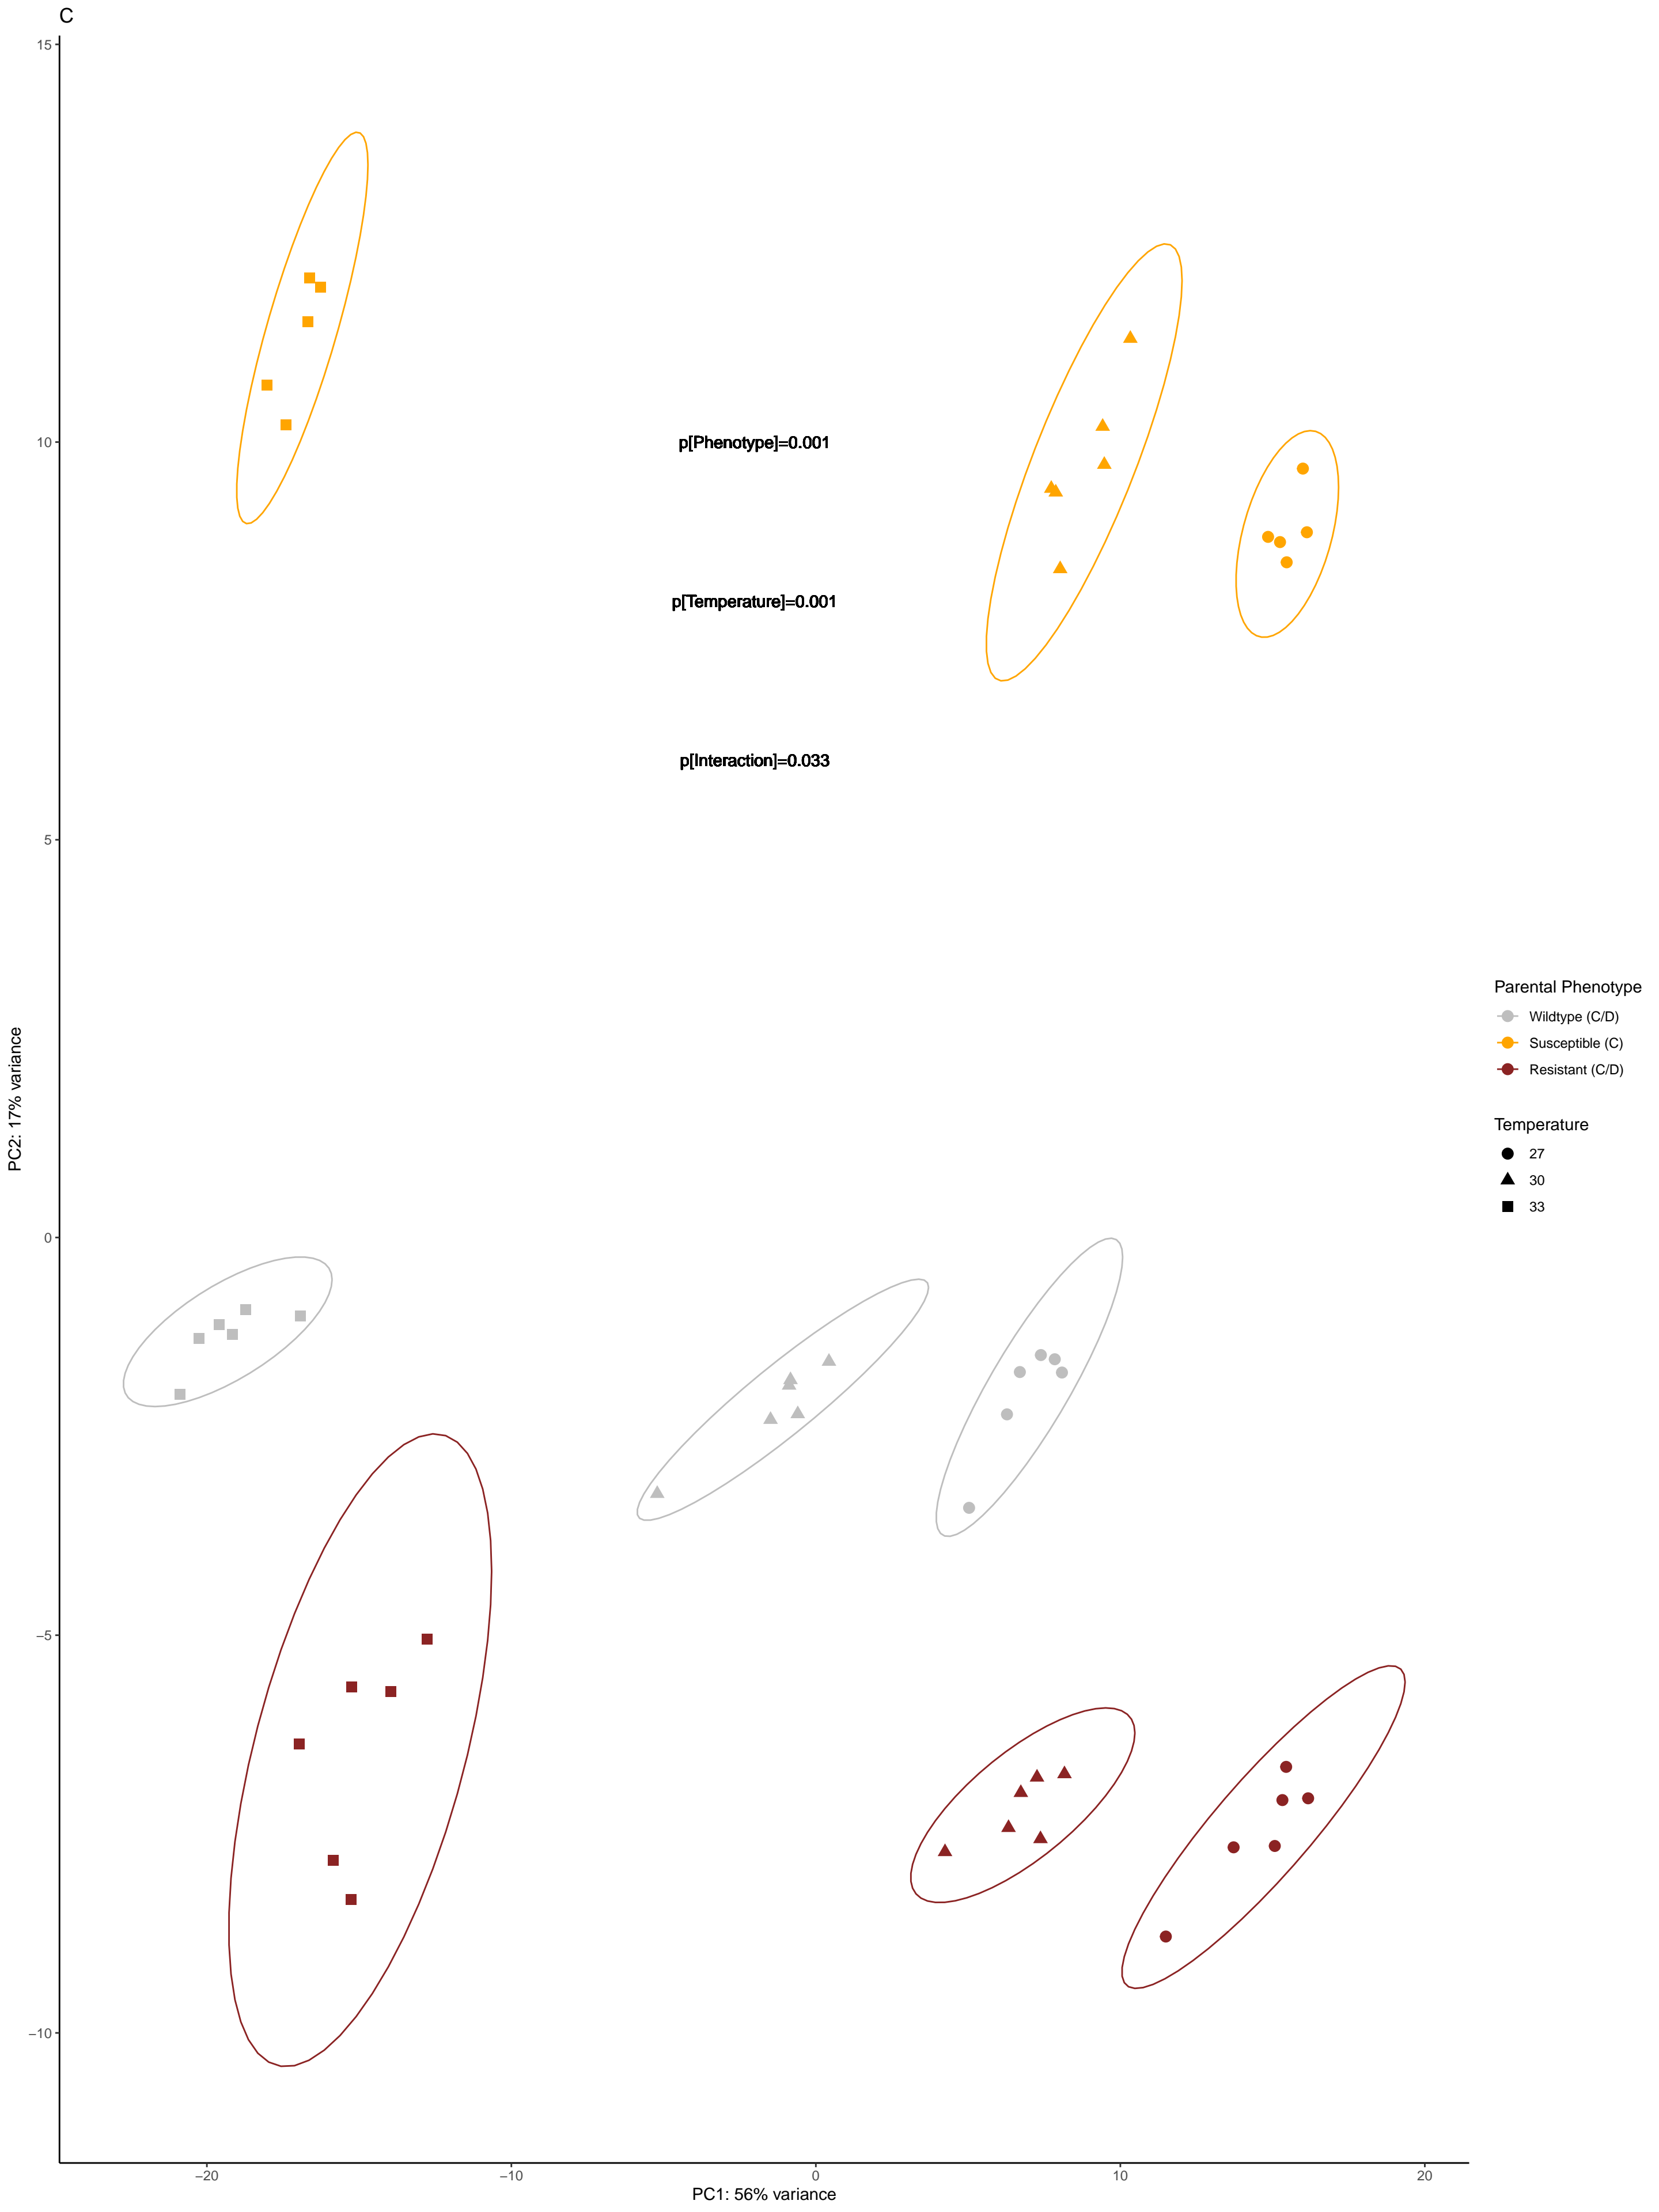 C
15
10
5
0
−5
−10
PC2: 17% variance
p[Phenotype]=0.001
p[Temperature]=0.001
p[Interaction]=0.033
−20
−10
0
10
20
PC1: 56% variance
Parental Phenotype
Wildtype (C/D)
Susceptible (C)
Resistant (C/D)
Temperature
27
30
33